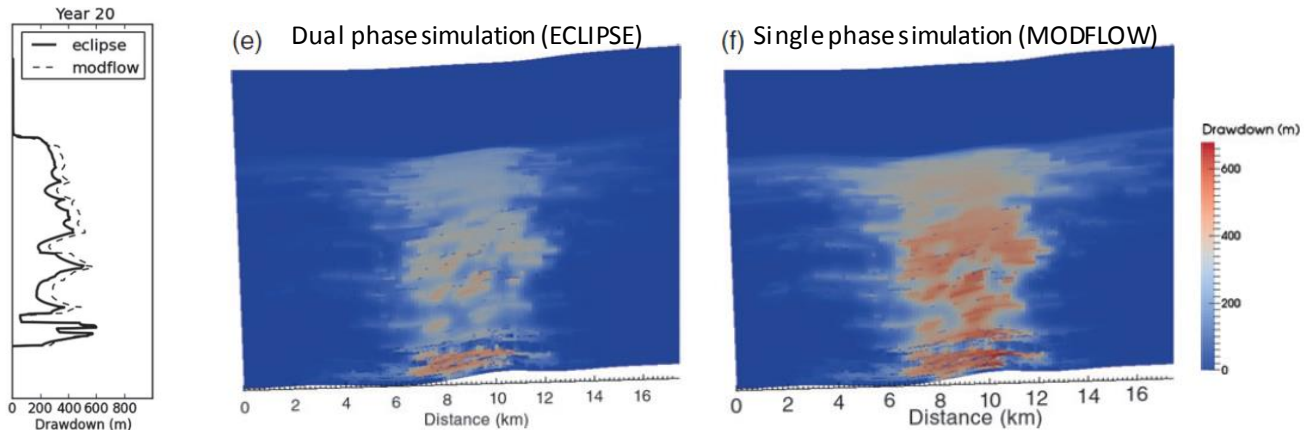 Year 20
eclipse
modflow
0 200 400 600 800
Drawdown (m)
(e) Dual phase simulation (ECLIPSE)
0 2 4 6 8 10 12 14 16
Distance (km)
(f) Single phase simulation (MODFLOW)
0 2 4 6 8 10 12 14 16
Distance (km)
Drawdown (m)
600
400
200
0